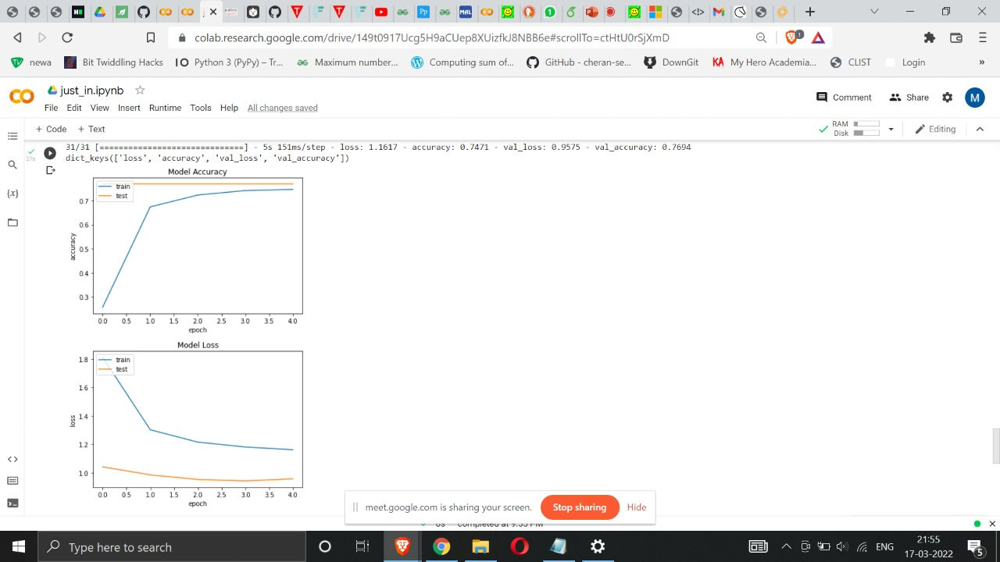 colab.research.google.com/drive/149t0917Ucg5H9aCUep8XUizfkJ8NBB6e#scrollTo=ctHtU0rSjXmD
newa
Bit Twiddling Hacks
Python 3 (PyPy) – Tr...
Maximum number...
Computing sum of...
GitHub - cheran-se...
DownGit
KA My Hero Academia...
CLIST
Login
»
CO
just_in.ipynb
File Edit View Insert Runtime Tools Help All changes saved
Comment
Share
M
+ Code + Text
RAM
Disk
Editing
31/31 [==============================] - 5s 151ms/step - loss: 1.1617 - accuracy: 0.7471 - val_loss: 0.9575 - val_accuracy: 0.7694
27s
dict_keys(['loss', 'accuracy', 'val_loss', 'val_accuracy'])
{x}
Model Accuracy
train
test
0.7
0.6
0.5
0.4
0.3
accuracy
0.0 0.5 1.0 1.5 2.0 2.5 3.0 3.5 4.0
epoch
Model Loss
train
test
1.8
1.6
1.4
1.2
1.0
loss
0.0 0.5 1.0 1.5 2.0 2.5 3.0 3.5 4.0
epoch
meet.google.com is sharing your screen.
Stop sharing
Hide
0s completed at 9:55 PM
Type here to search
ENG
21:55
17-03-2022
5